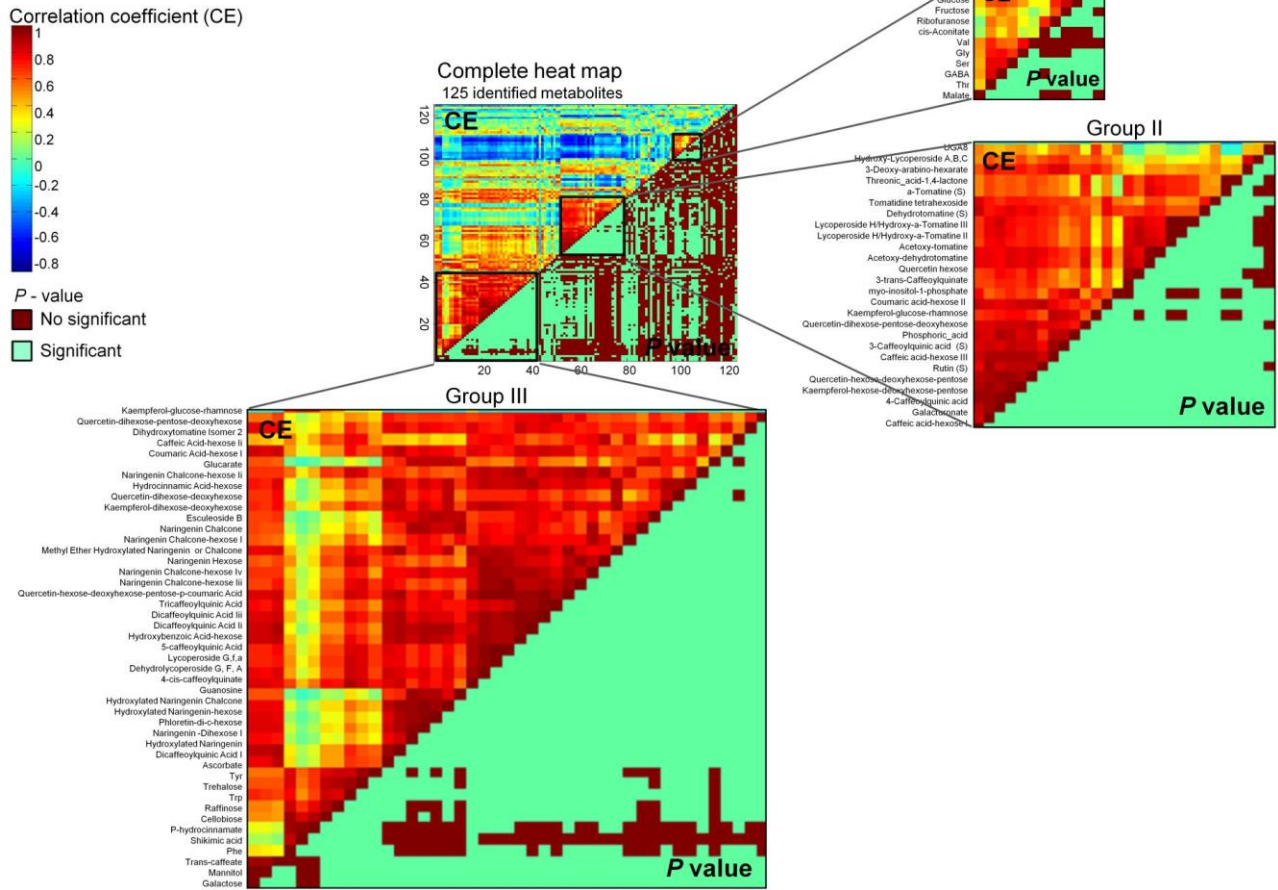 Correlation coefficient (CE)
1
0.8
0.6
0.4
0.2
0
-0.2
-0.4
-0.6
-0.8
P - value
No significant
Significant
Complete heat map
125 identified metabolites
CE
P value
120
100
80
60
40
20
20
40
60
80
100
120
Fructose
Ribofuranose
cis-Aconitate
Val
Gly
Ser
GABA
Thr
Malate
P value
Group II
CE
UGA8
Hydroxy-Lycoperoside A,B,C
3-Deoxy-arabino-hexarate
Threonic_acid-1,4-lactone
a-Tomatine (S)
Tomatidine tetrahexoside
Dehydrotomatine (S)
Lycoperoside H/Hydroxy-a-Tomatine III
Lycoperoside H/Hydroxy-a-Tomatine II
Acetoxy-tomatine
Acetoxy-dehydrotomatine
Quercetin hexose
3-trans-Caffeoylquinate
myo-inositol-1-phosphate
Coumaric acid-hexose II
Kaempferol-glucose-rhamnose
Quercetin-dihexose-pentose-deoxyhexose
Phosphoric_acid
3-Caffeoylquinic acid (S)
Caffeic acid-hexose III
Rutin (S)
Quercetin-hexose-deoxyhexose-pentose
Kaempferol-hexose-deoxyhexose-pentose
4-Caffeoylquinic acid
Galacturonate
Caffeic acid-hexose I
P value
Group III
CE
Kaempferol-glucose-rhamnose
Quercetin-dihexose-pentose-deoxyhexose
Dihydroxytomatine Isomer 2
Caffeic Acid-hexose Ii
Coumaric Acid-hexose I
Glucarate
Naringenin Chalcone-hexose Ii
Hydrocinnamic Acid-hexose
Quercetin-dihexose-deoxyhexose
Kaempferol-dihexose-deoxyhexose
Esculeoside B
Naringenin Chalcone
Naringenin Chalcone-hexose I
Methyl Ether Hydroxylated Naringenin or Chalcone
Naringenin Hexose
Naringenin Chalcone-hexose Iv
Naringenin Chalcone-hexose Iii
Quercetin-hexose-deoxyhexose-pentose-p-coumaric Acid
Tricaffeoylquinic Acid
Dicaffeoylquinic Acid Iii
Dicaffeoylquinic Acid Ii
Hydroxybenzoic Acid-hexose
5-caffeoylquinic Acid
Lycoperoside G,f,a
Dehydrolycoperoside G, F, A
4-cis-caffeoylquinate
Guanosine
Hydroxylated Naringenin Chalcone
Hydroxylated Naringenin-hexose
Phloretin-di-c-hexose
Naringenin -Dihexose I
Hydroxylated Naringenin
Dicaffeoylquinic Acid I
Ascorbate
Tyr
Trehalose
Trp
Raffinose
Cellobiose
P-hydrocinnamate
Shikimic acid
Phe
Trans-caffeate
Mannitol
Galactose
P value